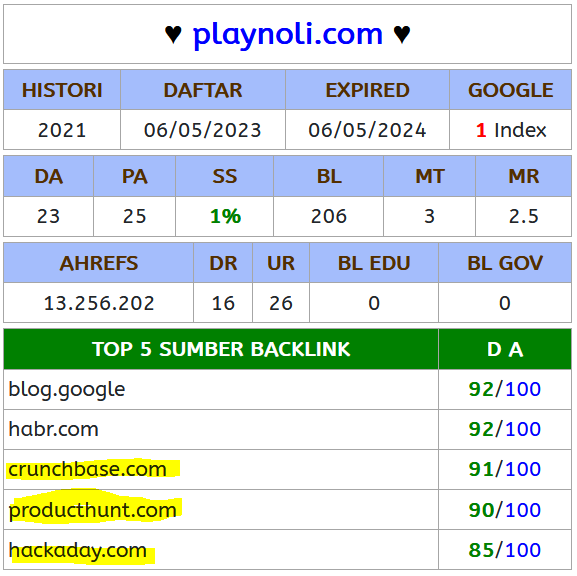 ♥ playnoli.com ♥
HISTORI DAFTAR EXPIRED GOOGLE
2021 06/05/2023 06/05/2024 1 Index
DA PA SS BL MT MR
23 25 1% 206 3 2.5
AHREFS DR UR BL EDU BL GOV
13.256.202 16 26 0 0
TOP 5 SUMBER BACKLINK D A
blog.google 92/100
habr.com 92/100
crunchbase.com 91/100
producthunt.com 90/100
hackaday.com 85/100